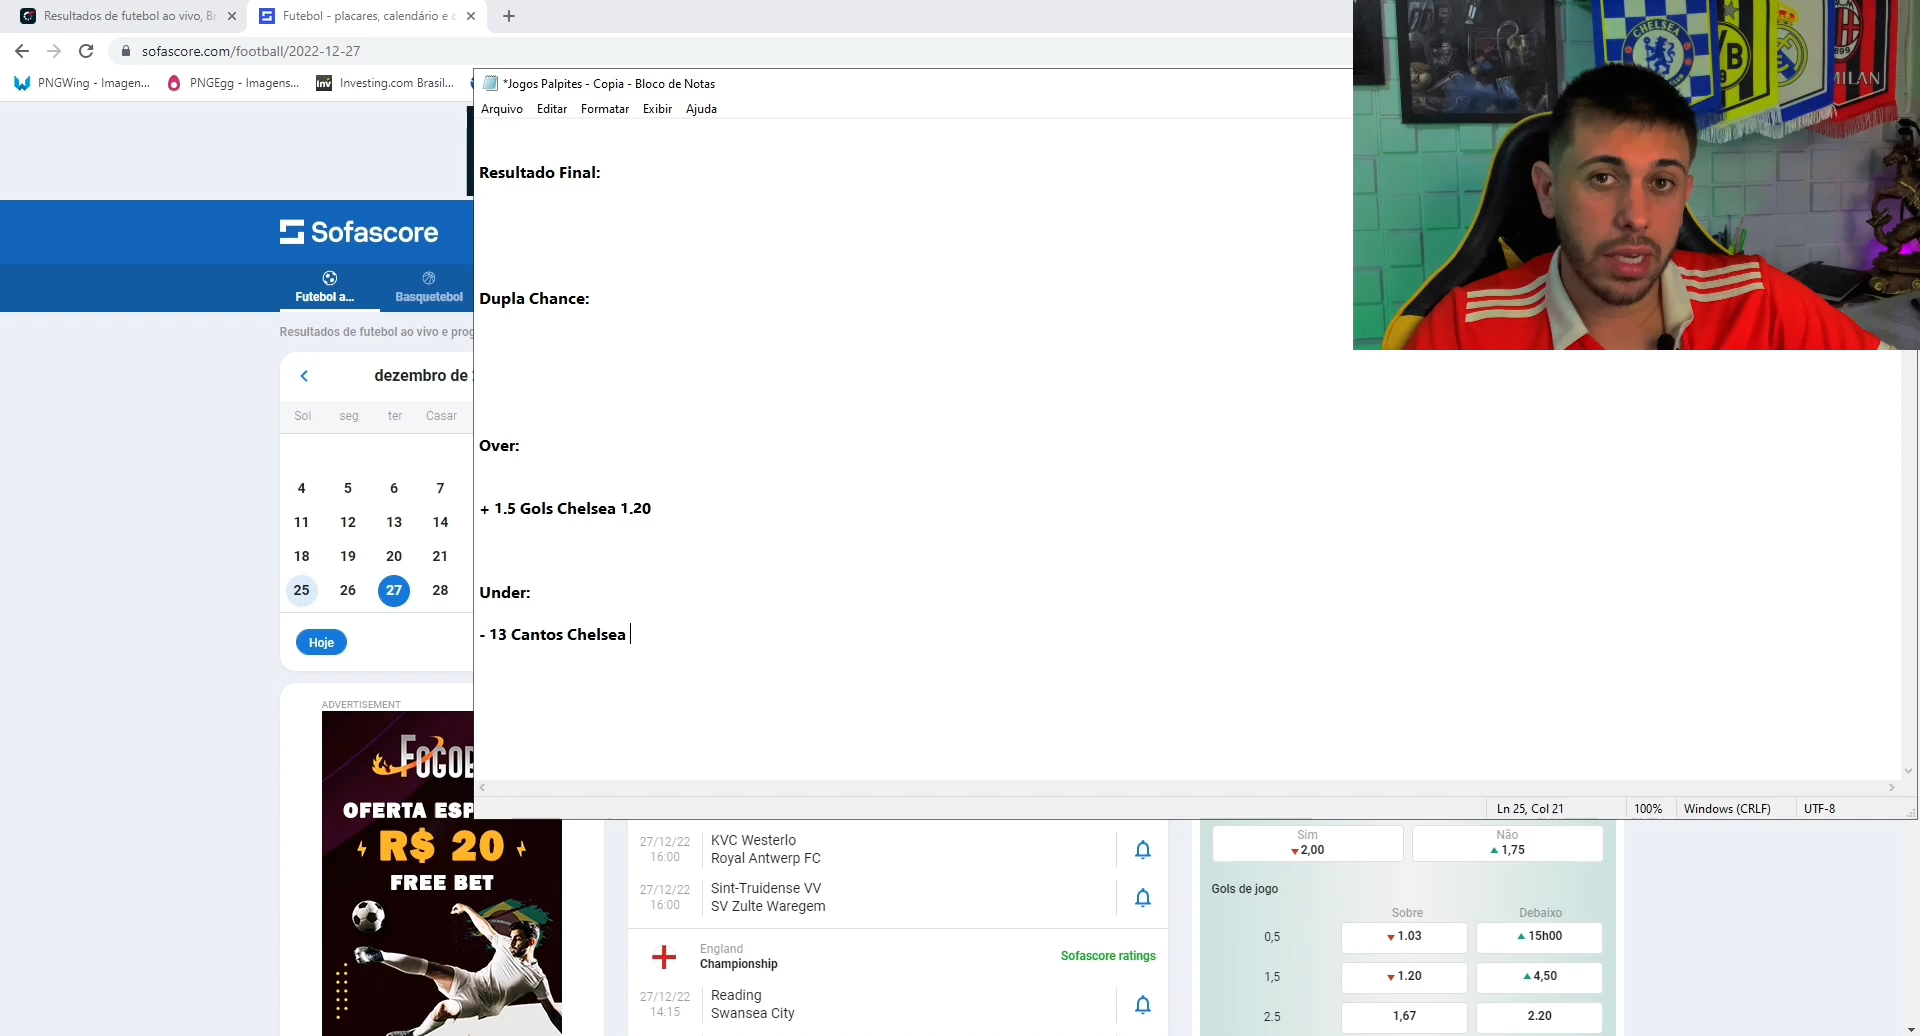 Resultados de futebol ao vivo, Br
Futebol - placares, calendário e c
sofascore.com/football/2022-12-27
PNGWing - Imagen...
PNGEgg - Imagens...
Inv
Investing.com Brasil...
*Jogos Palpites - Copia - Bloco de Notas
Arquivo Editar Formatar Exibir Ajuda
CHELSEA
MILAN
Resultado Final:
Sofascore
Futebol a...
Basquetebol
Dupla Chance:
Resultados de futebol ao vivo e prog
dezembro de
Sol seg ter Casar
Over:
4 5 6 7
+ 1.5 Gols Chelsea 1.20
11 12 13 14
18 19 20 21
25 26 27 28
Under:
Hoje
- 13 Cantos Chelsea
ADVERTISEMENT
OFERTA ESP
R$ 20
FREE BET
Ln 25, Col 21
100%
Windows (CRLF)
UTF-8
27/12/22
16:00
KVC Westerlo
Royal Antwerp FC
27/12/22
16:00
Sint-Truidense VV
SV Zulte Waregem
England
Championship
Sofascore ratings
27/12/22
14:15
Reading
Swansea City
Sim
2,00
Não
1,75
Gols de jogo
Sobre Debaixo
0,5 1.03 15h00
1,5 1.20 4,50
2.5 1,67 2.20